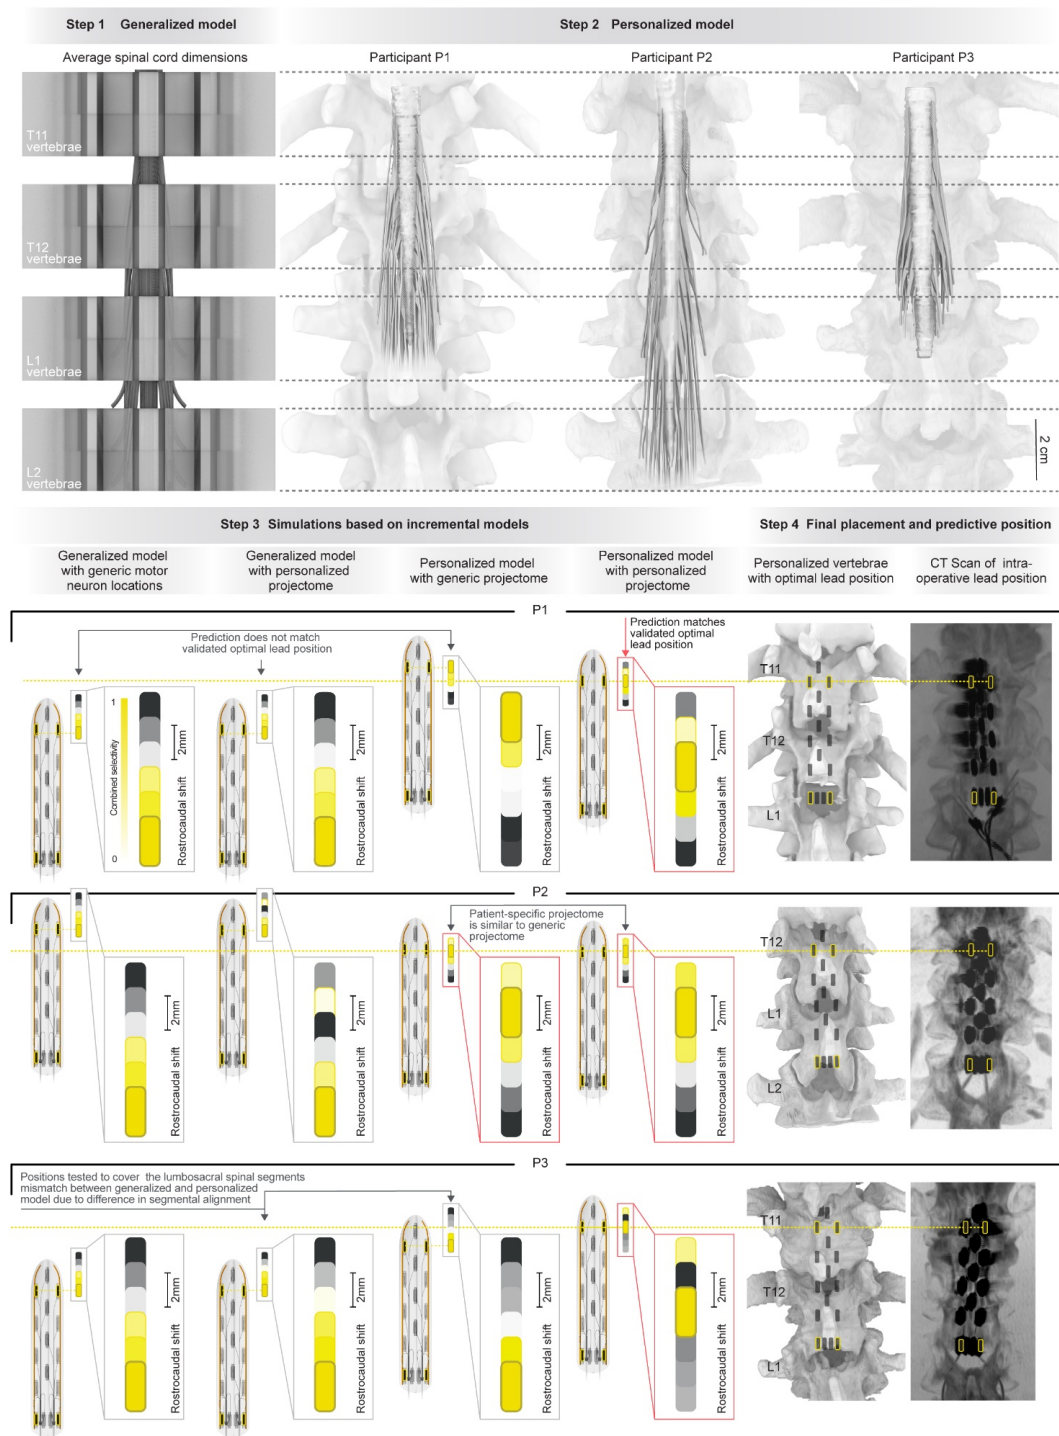 Step 1 Generalized model
Step 2 Personalized model
Average spinal cord dimensions
Participant P1
Participant P2
Participant P3
T11
vertebrae
T12
vertebrae
L1
vertebrae
L2
vertebrae
2 cm
Step 3 Simulations based on incremental models
Step 4 Final placement and predictive position
Generalized model
with generic motor
neuron locations
Generalized model
with personalized
projectome
Personalized model
with generic projectome
Personalized model
with personalized
projectome
Personalized vertebrae
with optimal lead position
CT Scan of intra-
operative lead position
P1
Prediction does not match
validated optimal
lead position
Prediction matches
validated optimal
lead position
1
Combined selectivity
0
2mm
Rostrocaudal shift
2mm
Rostrocaudal shift
2mm
Rostrocaudal shift
2mm
Rostrocaudal shift
T11
T12
L1
P2
Patient-specific projectome
is similar to generic
projectome
2mm
Rostrocaudal shift
2mm
Rostrocaudal shift
2mm
Rostrocaudal shift
2mm
Rostrocaudal shift
T12
L1
L2
P3
Positions tested to cover the lumbosacral spinal segments
mismatch between generalized and personalized
model due to difference in segmental alignment
2mm
Rostrocaudal shift
2mm
Rostrocaudal shift
2mm
Rostrocaudal shift
2mm
Rostrocaudal shift
T11
T12
L1